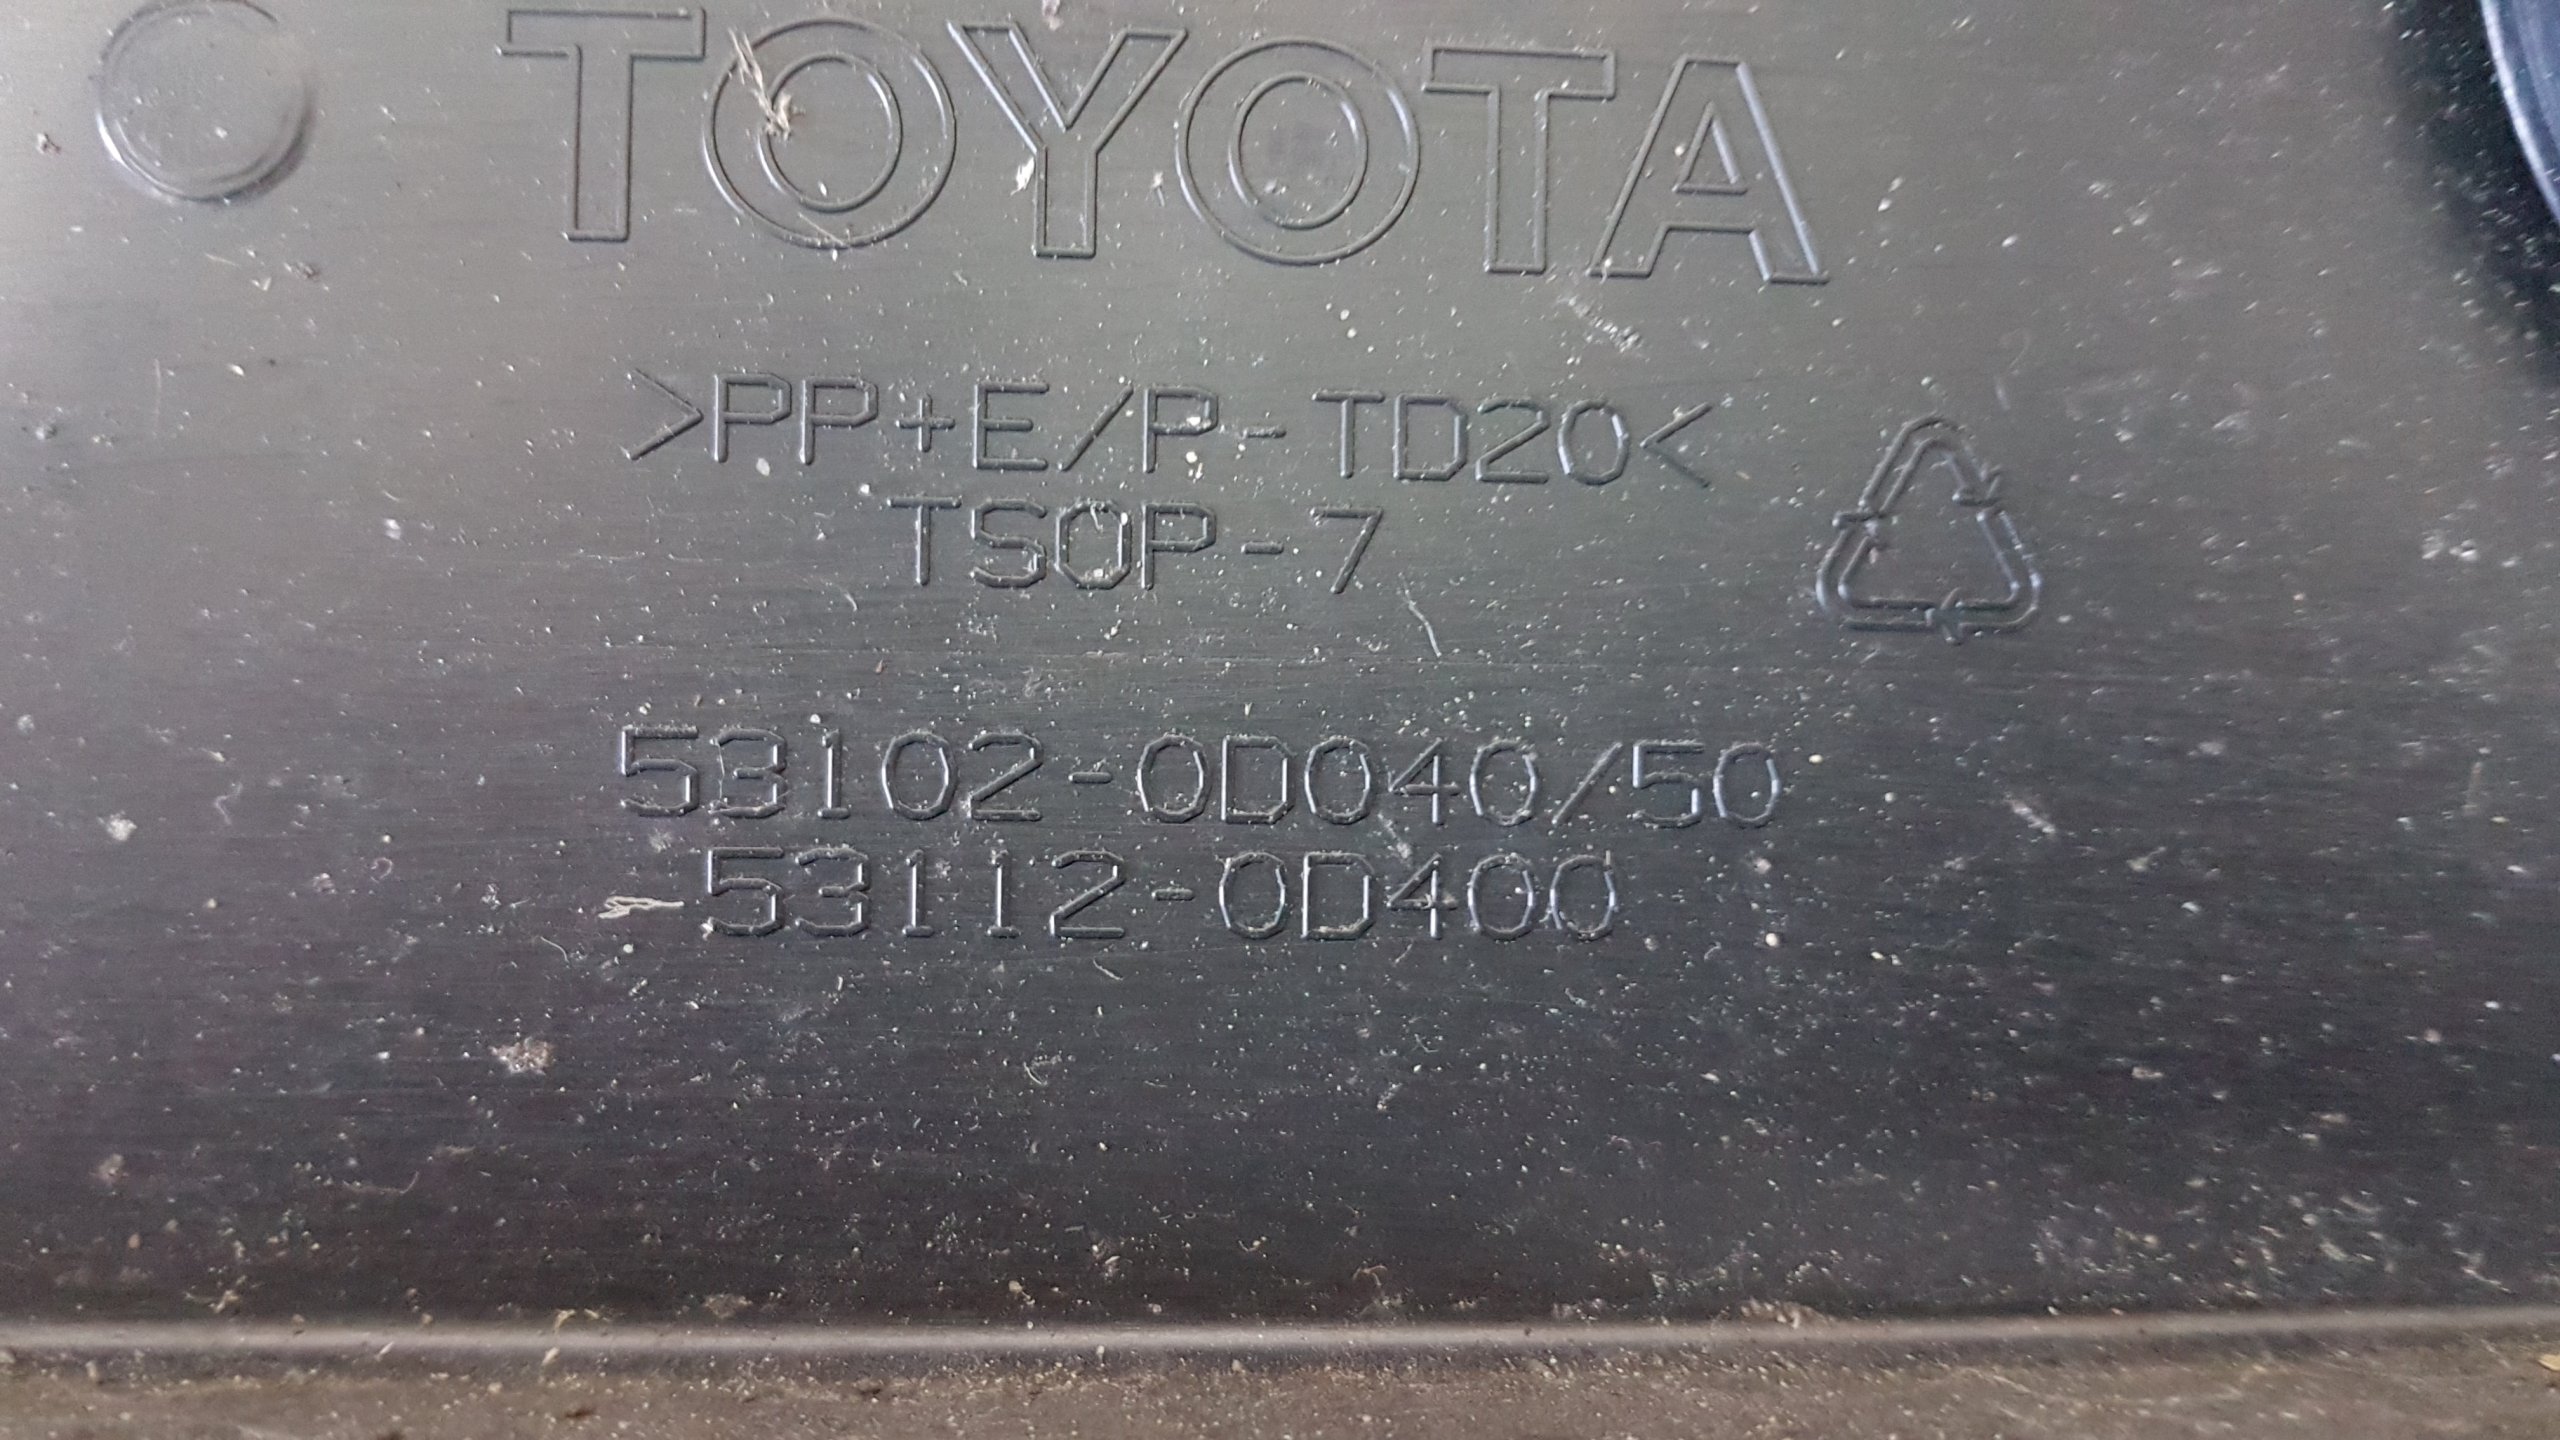 TOYOTA
>PP+E/P-TD20<
TSOP-7
53102-0D040/50
53112-0D400